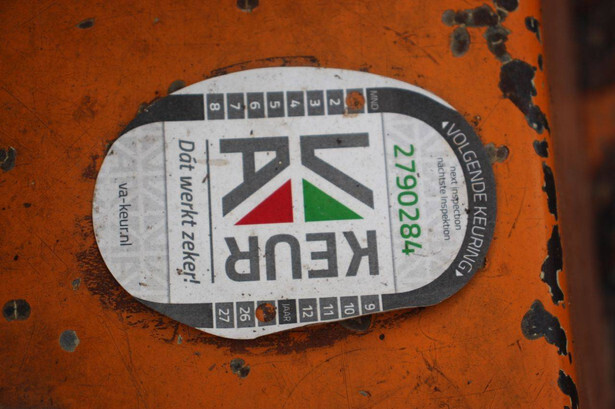 VOLGENDE KEURING
next inspection
nächste Inspektion
2790284
MND
2
3
4
5
6
7
8
VA
KEUR
9
10
11
12
JAAR
26
27
Dát werkt zeker!
va-keur.nl